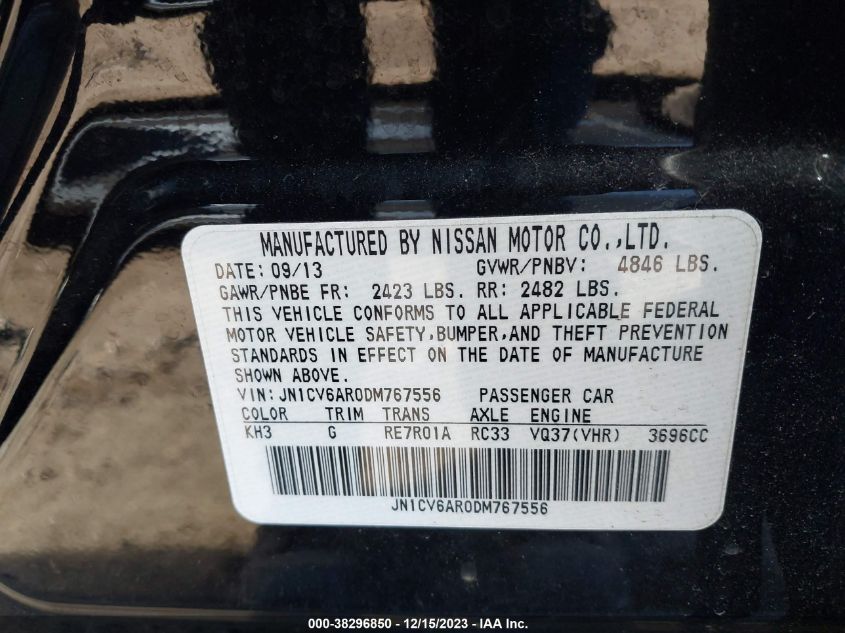 MANUFACTURED BY NISSAN MOTOR CO.,LTD.
DATE: 09/13 GVWR/PNBV: 4846 LBS.
GAWR/PNBE FR: 2423 LBS. RR: 2482 LBS.
THIS VEHICLE CONFORMS TO ALL APPLICABLE FEDERAL
MOTOR VEHICLE SAFETY,BUMPER,AND THEFT PREVENTION
STANDARDS IN EFFECT ON THE DATE OF MANUFACTURE
SHOWN ABOVE.
VIN: JN1CV6AR0DM767556 PASSENGER CAR
COLOR TRIM TRANS AXLE ENGINE
KH3 G RE7R01A RC33 VQ37(VHR) 3696CC
JN1CV6AR0DM767556
000-38296850 - 12/15/2023 - IAA Inc.